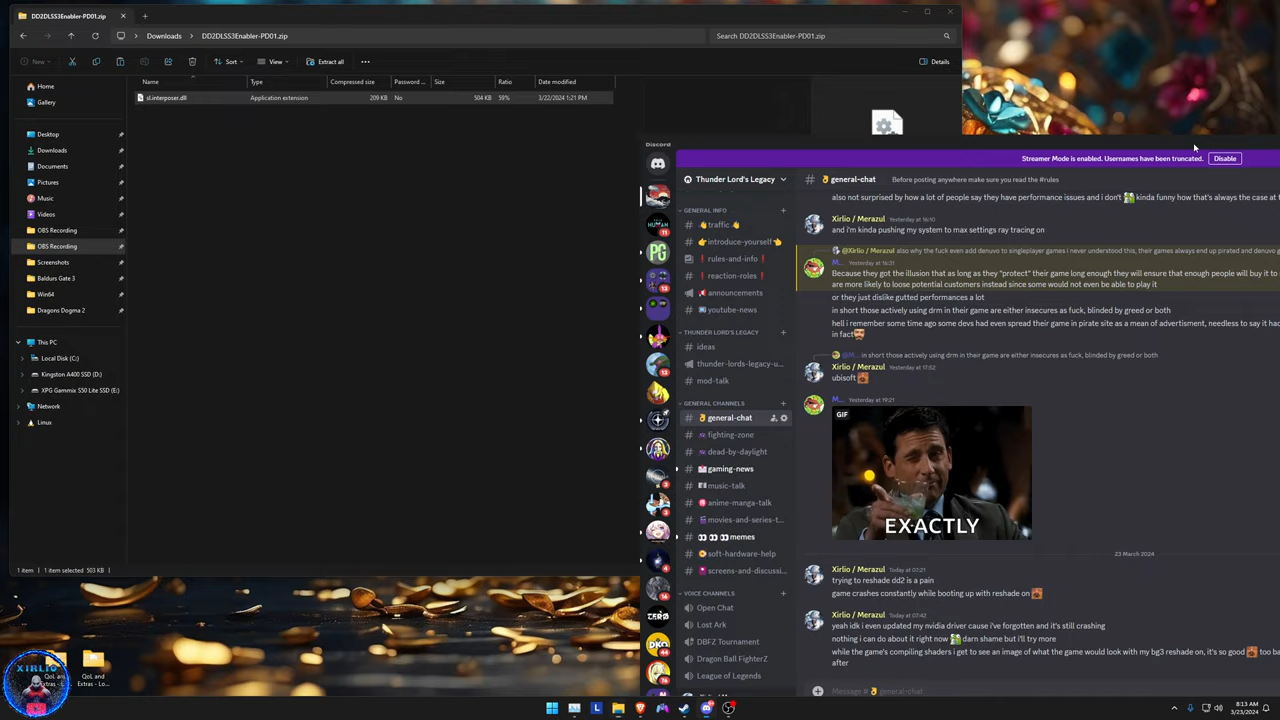 DD2DLSS3Enabler-PD01.zip
Downloads
DD2DLSS3Enabler-PD01.zip
Search DD2DLSS3Enabler-PD01.zip
New
Sort
View
Extract all
Details
Name
Type
Compressed size
Password ...
Size
Ratio
Date modified
sl.interposer.dll
Application extension
209 KB
No
504 KB
59%
3/22/2024 1:21 PM
Home
Gallery
Desktop
Downloads
Documents
Pictures
Music
Videos
OBS Recording
OBS Recording
Screenshots
Baldurs Gate 3
Win64
Dragons Dogma 2
This PC
Local Disk (C:)
Kingston A400 SSD (D:)
XPG Gammix S50 Lite SSD (E:)
Network
Linux
1 item
1 item selected 503 KB
Discord
Streamer Mode is enabled. Usernames have been truncated.
Disable
Thunder Lord's Legacy
general-chat
Before posting anywhere make sure you read the #rules
GENERAL INFO
traffic
introduce-yourself
rules-and-info
reaction-roles
announcements
youtube-news
THUNDER LORD'S LEGACY
ideas
thunder-lords-legacy-u...
mod-talk
GENERAL CHANNELS
general-chat
fighting-zone
dead-by-daylight
gaming-news
music-talk
anime-manga-talk
movies-and-series-t...
memes
soft-hardware-help
screens-and-discussi...
VOICE CHANNELS
Open Chat
Lost Ark
DBFZ Tournament
Dragon Ball FighterZ
League of Legends
also not surprised by how a lot of people say they have performance issues and i don't kinda funny how that's always the case at t
Xirlio / Merazul Yesterday at 16:10
and i'm kinda pushing my system to max settings ray tracing on
@Xirlio / Merazul also why the fuck even add denuvo to singleplayer games i never understood this, their games always end up pirated and denuvo g
M... Yesterday at 16:31
Because they got the illusion that as long as they "protect" their game long enough they will ensure that enough people will buy it to
are more likely to loose potential customers instead since some would not even be able to play it
or they just dislike gutted performances a lot
in short those actively using drm in their game are either insecures as fuck, blinded by greed or both
hell i remember some time ago some devs had even spread their game in pirate site as a mean of advertisment, needless to say it had
in fact
@M... in short those actively using drm in their game are either insecures as fuck, blinded by greed or both
Xirlio / Merazul Yesterday at 17:52
ubisoft
M... Yesterday at 19:21
GIF
EXACTLY
23 March 2024
Xirlio / Merazul Today at 07:21
trying to reshade dd2 is a pain
game crashes constantly while booting up with reshade on
Xirlio / Merazul Today at 07:42
yeah idk i even updated my nvidia driver cause i've forgotten and it's still crashing
nothing i can do about it right now darn shame but i'll try more
while the game's compiling shaders i get to see an image of what the game would look with my bg3 reshade on, it's so good too ba
after
Message # general-chat
XIRLIO
QoL and
Extras -
QoL and
Extras - Lo...
8:13 AM
3/23/2024